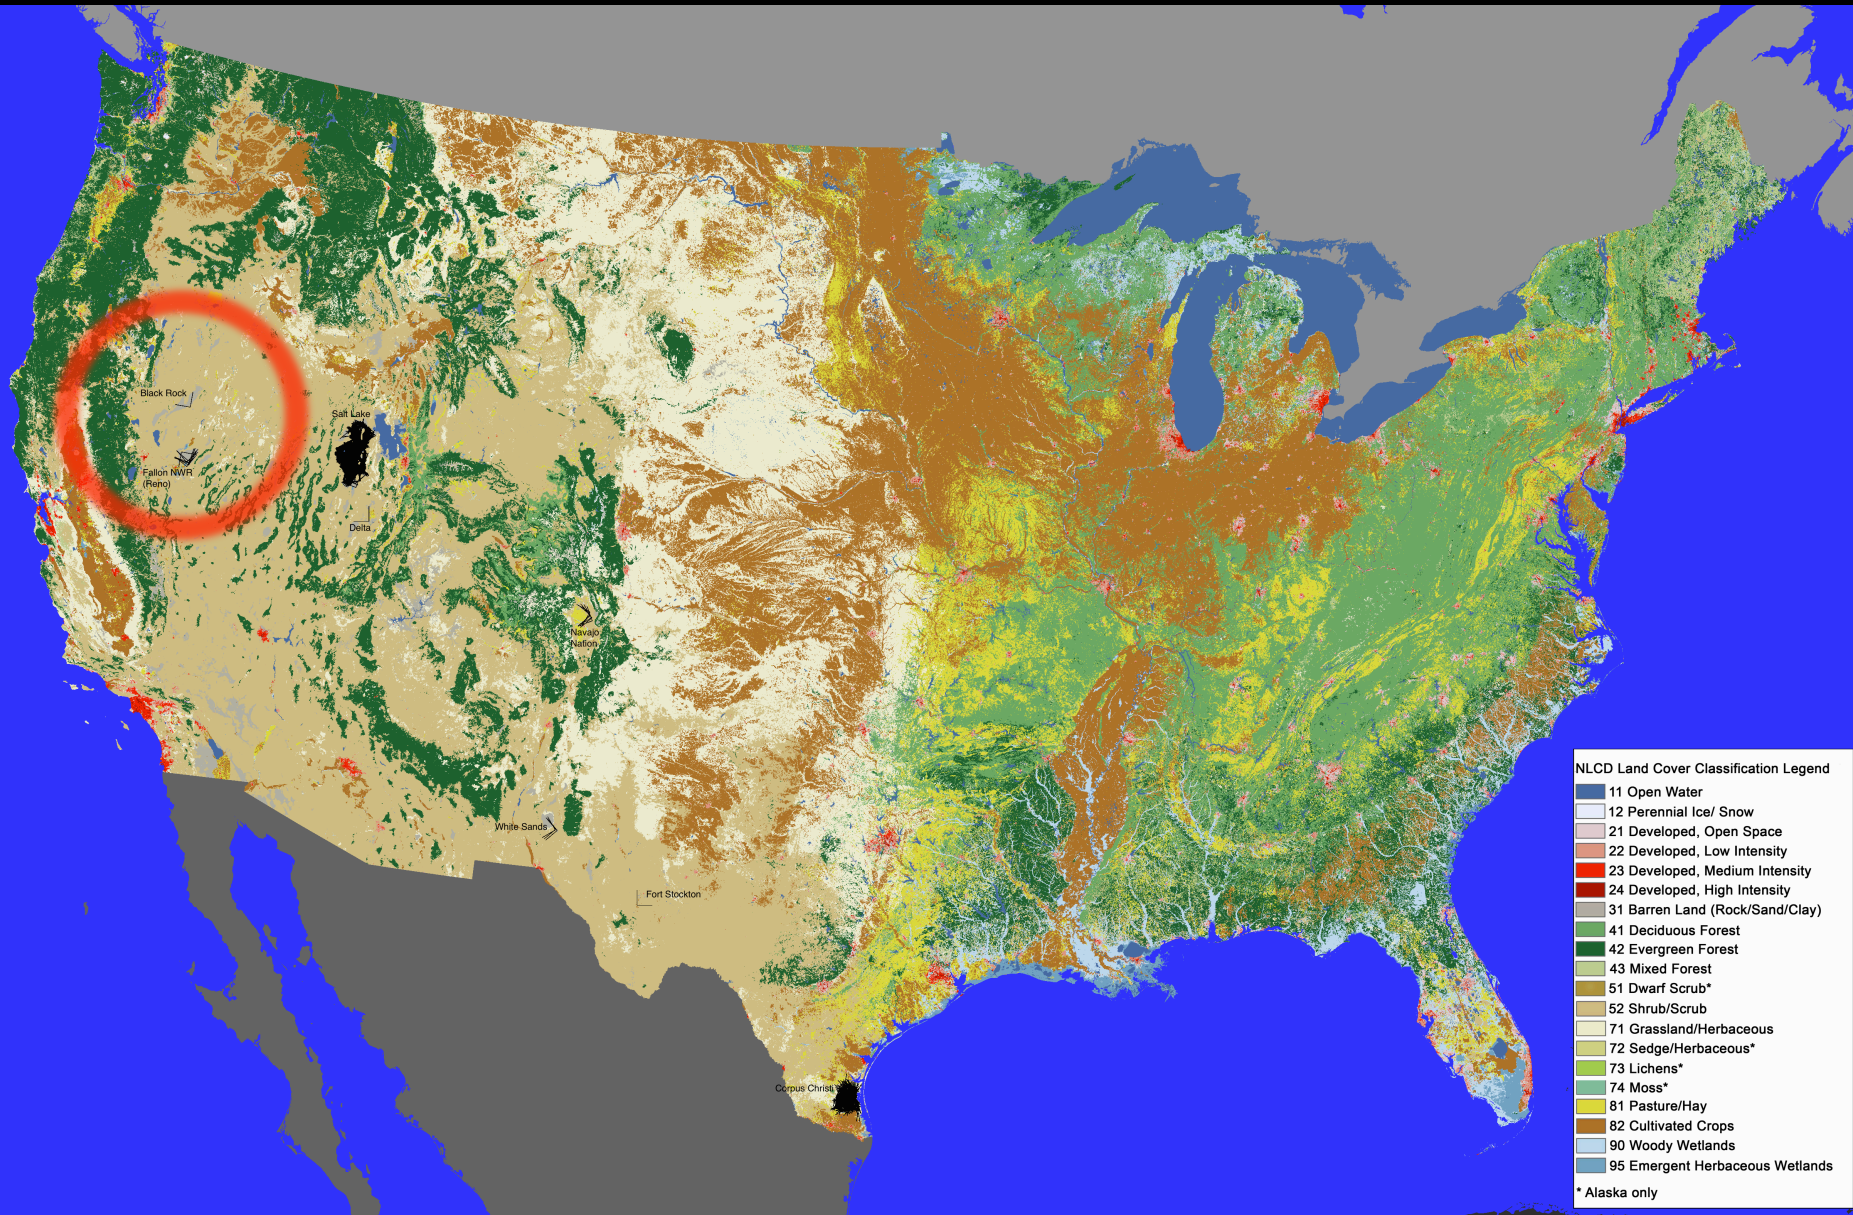 Black Rock
Salt Lake
Fallon NWR
(Reno)
Delta
Navajo
Nation
White Sands
Fort Stockton
Corpus Christi
NLCD Land Cover Classification Legend
11 Open Water
12 Perennial Ice/ Snow
21 Developed, Open Space
22 Developed, Low Intensity
23 Developed, Medium Intensity
24 Developed, High Intensity
31 Barren Land (Rock/Sand/Clay)
41 Deciduous Forest
42 Evergreen Forest
43 Mixed Forest
51 Dwarf Scrub*
52 Shrub/Scrub
71 Grassland/Herbaceous
72 Sedge/Herbaceous*
73 Lichens*
74 Moss*
81 Pasture/Hay
82 Cultivated Crops
90 Woody Wetlands
95 Emergent Herbaceous Wetlands
* Alaska only